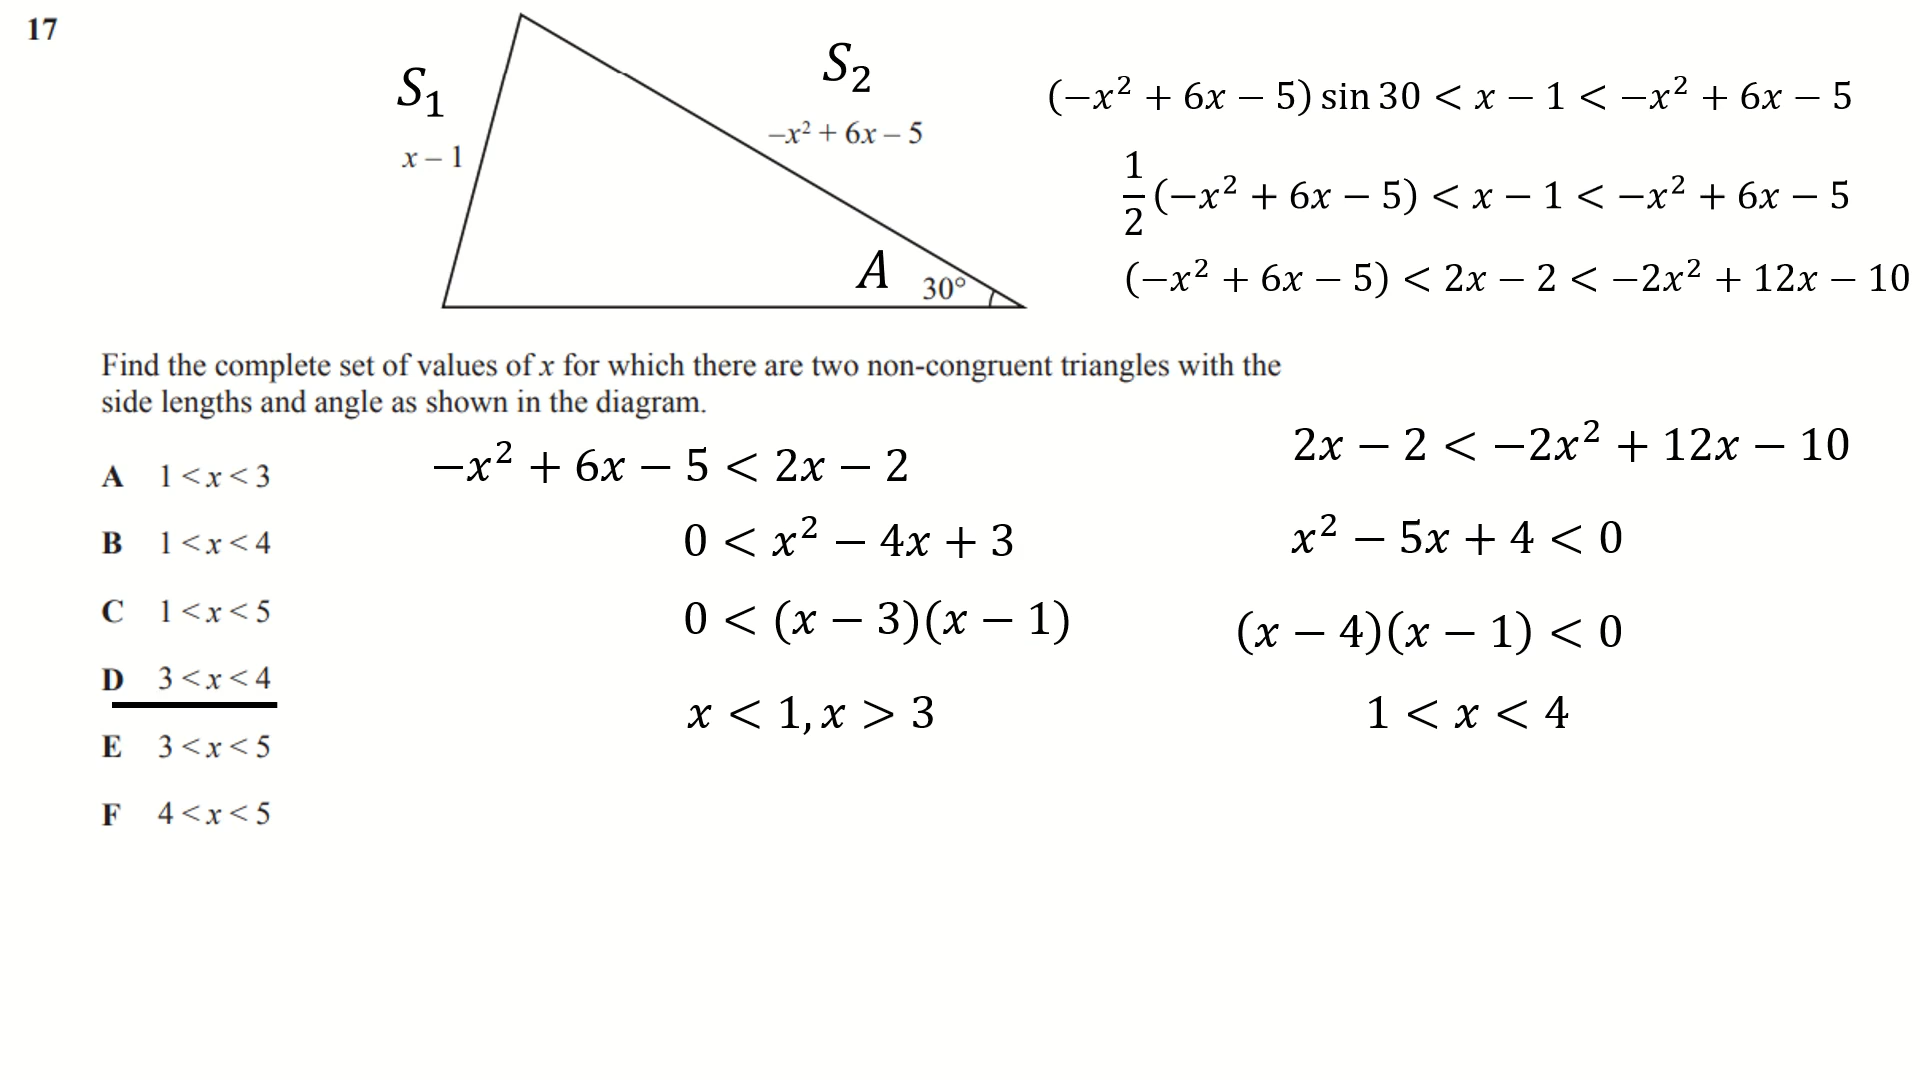 17
S₁
S₂
(−x² + 6x − 5) sin 30 < x − 1 < −x² + 6x − 5
−x² + 6x − 5
x − 1
½(−x² + 6x − 5) < x − 1 < −x² + 6x − 5
A
30°
(−x² + 6x − 5) < 2x − 2 < −2x² + 12x − 10
Find the complete set of values of x for which there are two non-congruent triangles with the
side lengths and angle as shown in the diagram.
A 1 < x < 3
B 1 < x < 4
C 1 < x < 5
D 3 < x < 4
E 3 < x < 5
F 4 < x < 5
−x² + 6x − 5 < 2x − 2
0 < x² − 4x + 3
0 < (x − 3)(x − 1)
x < 1, x > 3
2x − 2 < −2x² + 12x − 10
x² − 5x + 4 < 0
(x − 4)(x − 1) < 0
1 < x < 4